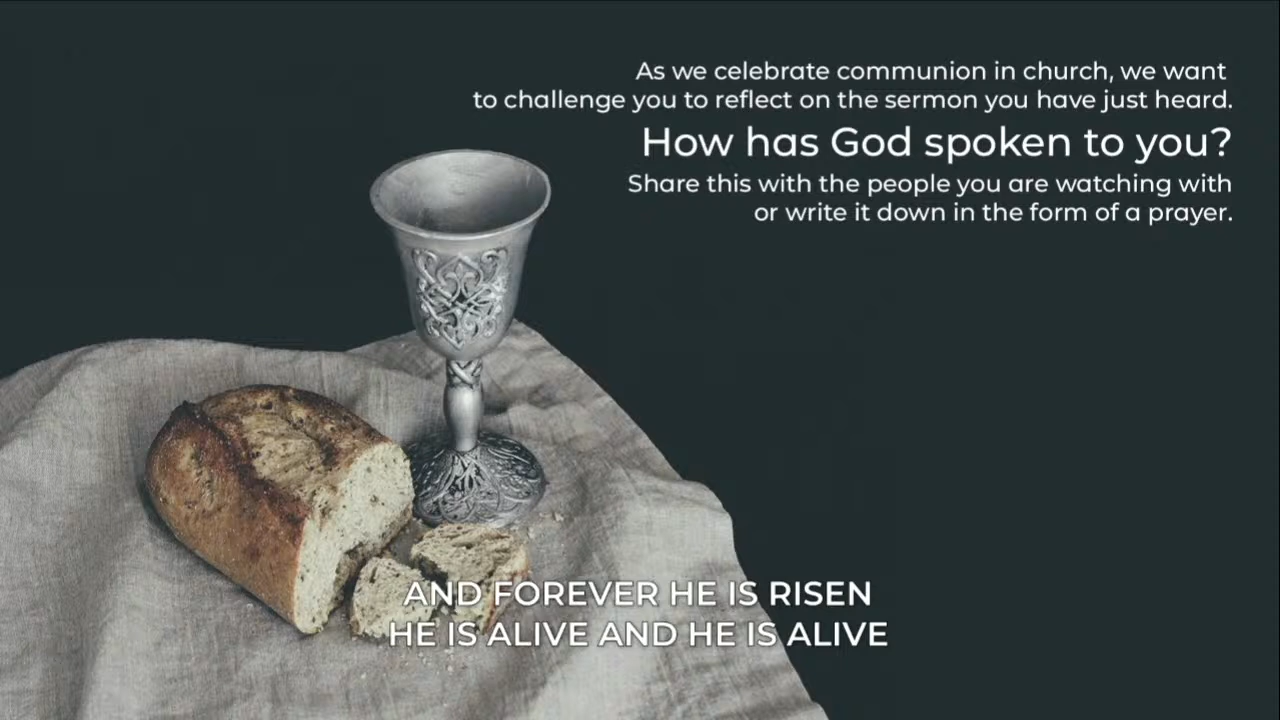 As we celebrate communion in church, we want
to challenge you to reflect on the sermon you have just heard.
How has God spoken to you?
Share this with the people you are watching with
or write it down in the form of a prayer.
AND FOREVER HE IS RISEN
HE IS ALIVE AND HE IS ALIVE